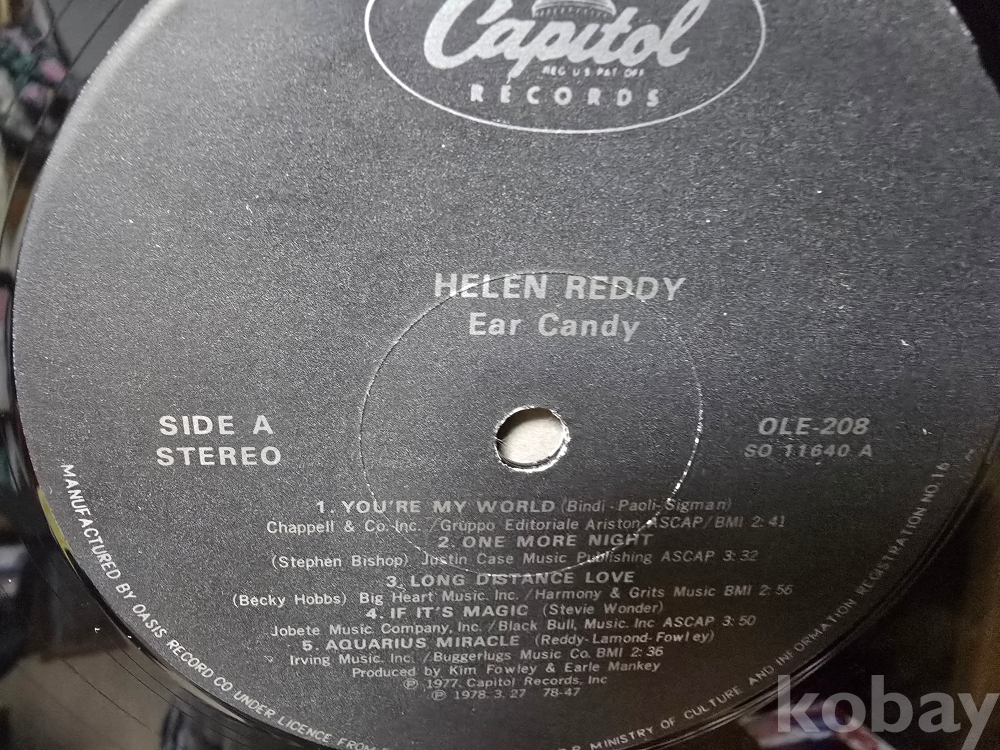 Capitol
REG U S PAT OFF
RECORDS
HELEN REDDY
Ear Candy
SIDE A
STEREO
OLE-208
SO 11640 A
1. YOU'RE MY WORLD (Bindi - Paoli-Sigman)
Chappell & Co. Inc. /Gruppo Editoriale Ariston, ASCAP/BMI 2:41
2. ONE MORE NIGHT
(Stephen Bishop) Justin Case Music Publishing ASCAP 3:32
3. LONG DISTANCE LOVE
(Becky Hobbs) Big Heart Music. Inc. /Harmony & Grits Music BMI 2:56
4. IF IT'S MAGIC (Stevie Wonder)
Jobete Music Company, Inc. /Black Bull, Music. Inc ASCAP 3:50
5. AQUARIUS MIRACLE (Reddy-Lamond-Fowley)
Irving Music. Inc. /Buggerlugs Music Co. BMI 2:36
Produced by Kim Fowley & Earle Mankey
℗ 1977. Capitol Records, Inc
℗ 1978. 3. 27 78-47
MANUFACTURED BY OASIS RECORD CO UNDER LICENCE FROM
MINISTRY OF CULTURE AND INFORMATION REGISTRATION NO. 16
kobay